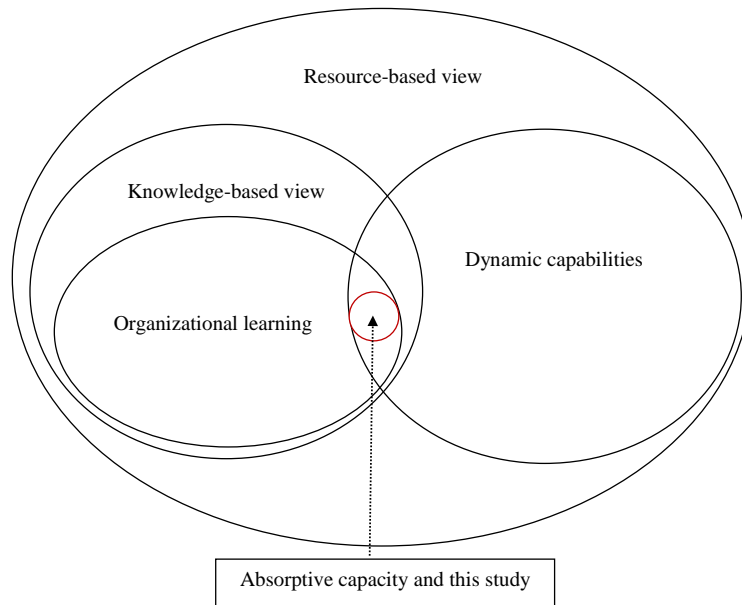 Resource-based view
Knowledge-based view
Dynamic capabilities
Organizational learning
Absorptive capacity and this study